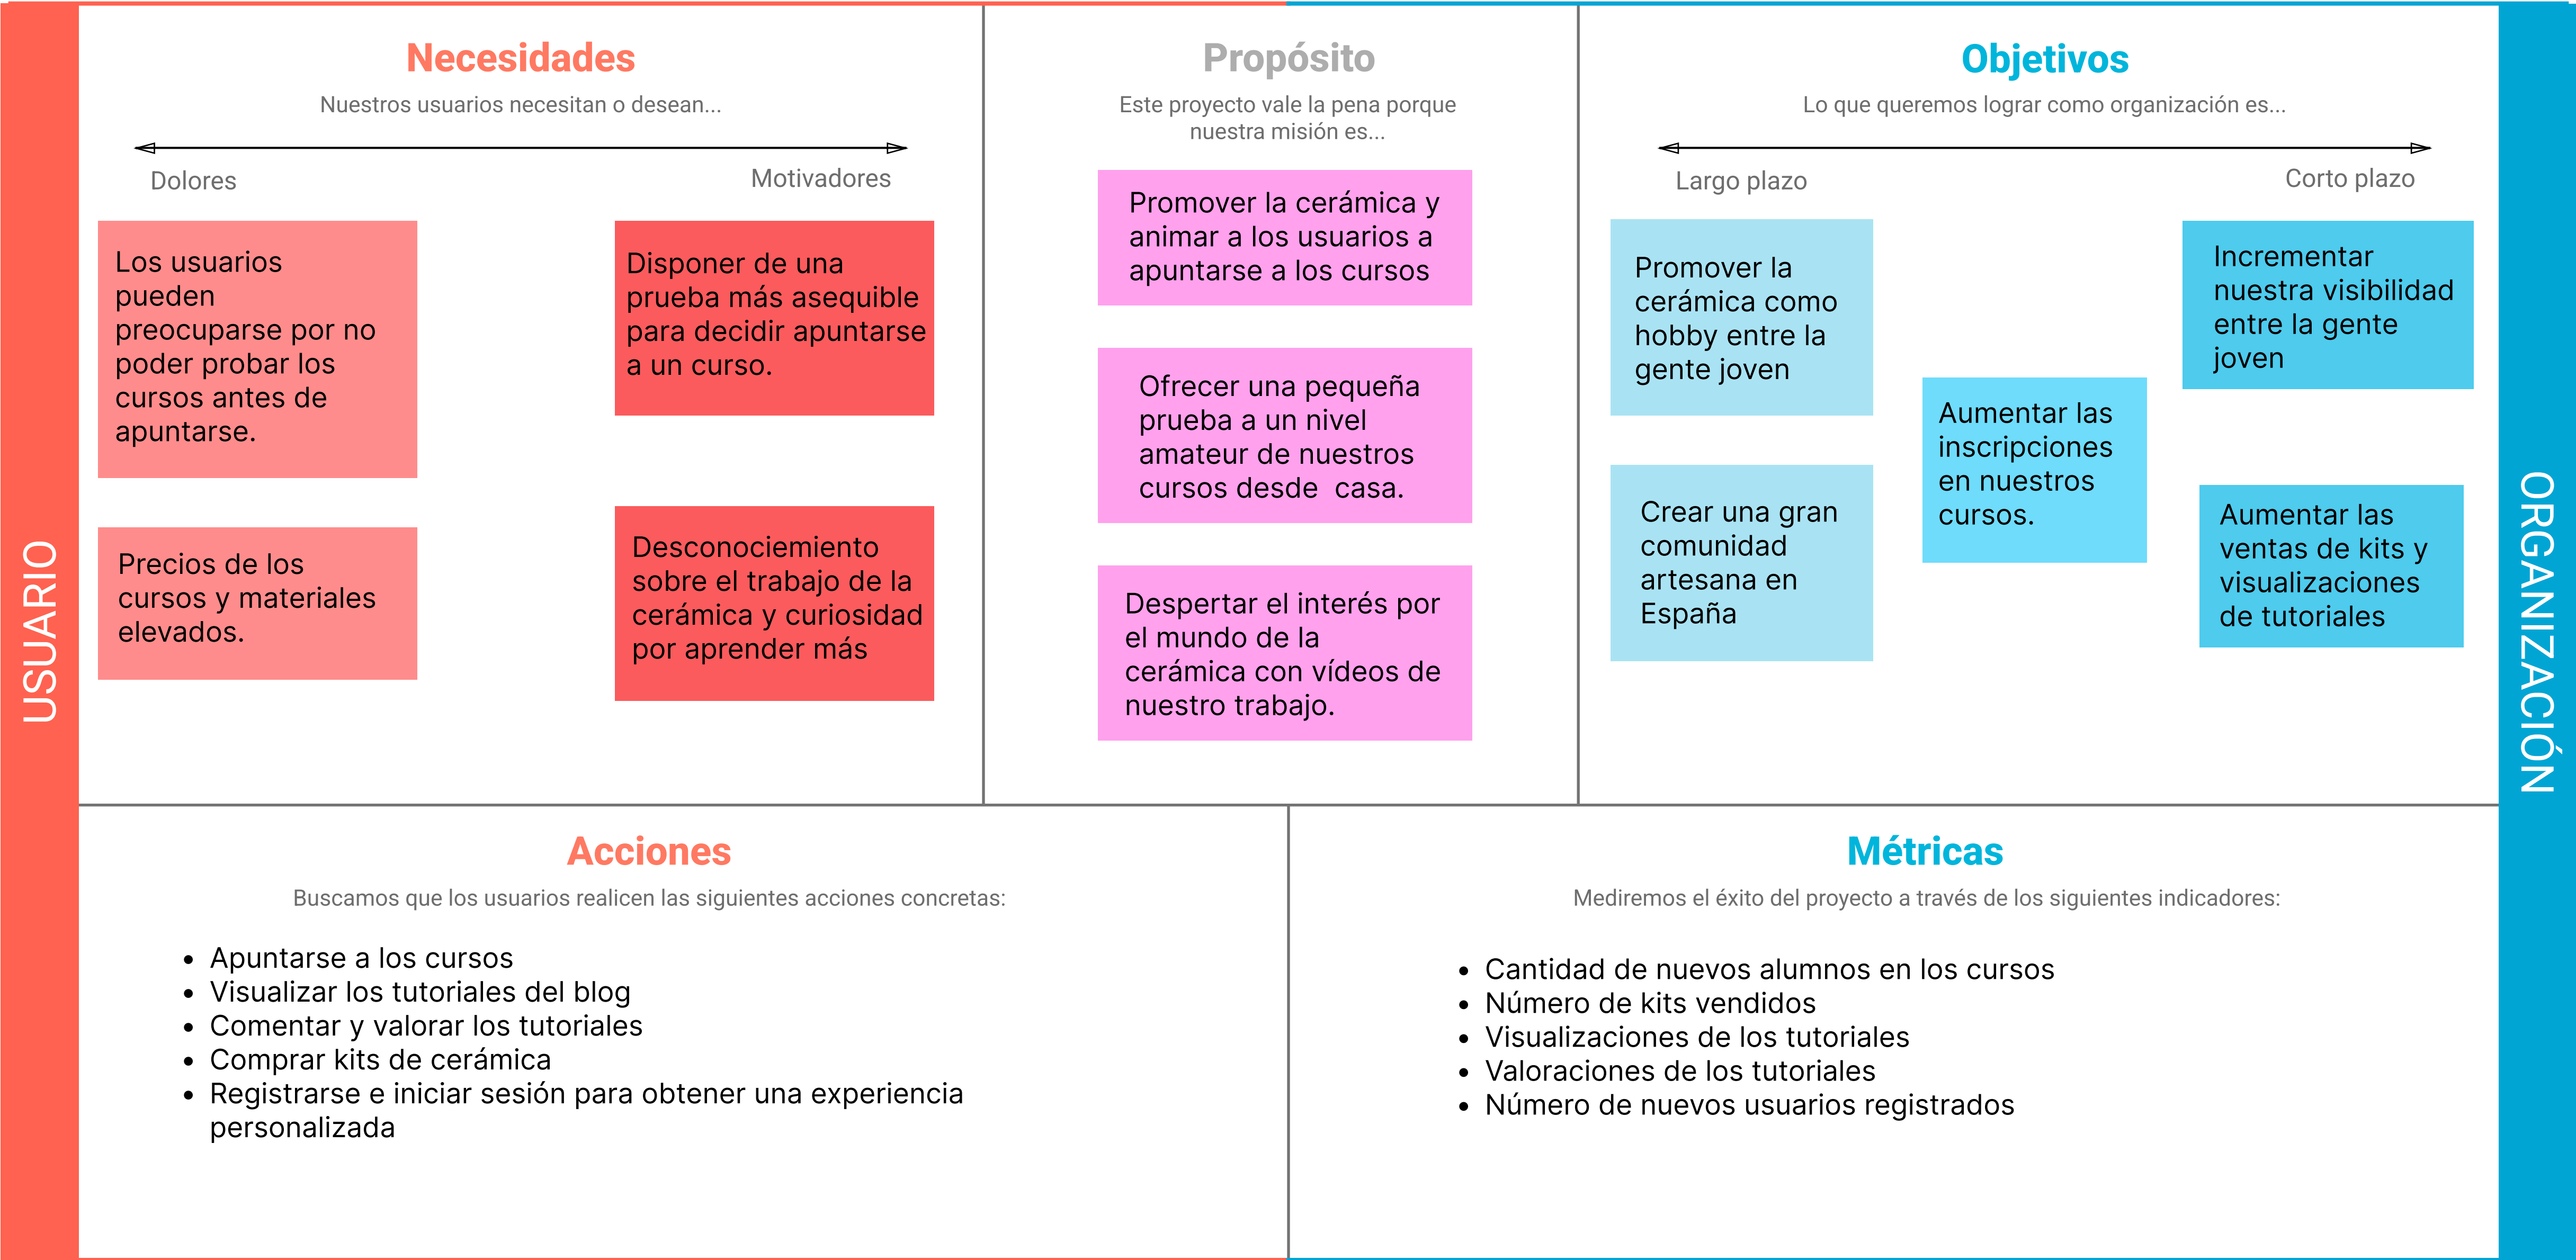 USUARIO
Necesidades
Nuestros usuarios necesitan o desean...
Dolores
Motivadores
Los usuarios
pueden
preocuparse por no
poder probar los
cursos antes de
apuntarse.
Disponer de una
prueba más asequible
para decidir apuntarse
a un curso.
Precios de los
cursos y materiales
elevados.
Desconociemiento
sobre el trabajo de la
cerámica y curiosidad
por aprender más
Propósito
Este proyecto vale la pena porque
nuestra misión es...
Promover la cerámica y
animar a los usuarios a
apuntarse a los cursos
Ofrecer una pequeña
prueba a un nivel
amateur de nuestros
cursos desde  casa.
Despertar el interés por
el mundo de la
cerámica con vídeos de
nuestro trabajo.
Objetivos
Lo que queremos lograr como organización es...
Largo plazo
Corto plazo
Promover la
cerámica como
hobby entre la
gente joven
Crear una gran
comunidad
artesana en
España
Aumentar las
inscripciones
en nuestros
cursos.
Incrementar
nuestra visibilidad
entre la gente
joven
Aumentar las
ventas de kits y
visualizaciones
de tutoriales
ORGANIZACIÓN
Acciones
Buscamos que los usuarios realicen las siguientes acciones concretas:
• Apuntarse a los cursos
• Visualizar los tutoriales del blog
• Comentar y valorar los tutoriales
• Comprar kits de cerámica
• Registrarse e iniciar sesión para obtener una experiencia
personalizada
Métricas
Mediremos el éxito del proyecto a través de los siguientes indicadores:
• Cantidad de nuevos alumnos en los cursos
• Número de kits vendidos
• Visualizaciones de los tutoriales
• Valoraciones de los tutoriales
• Número de nuevos usuarios registrados